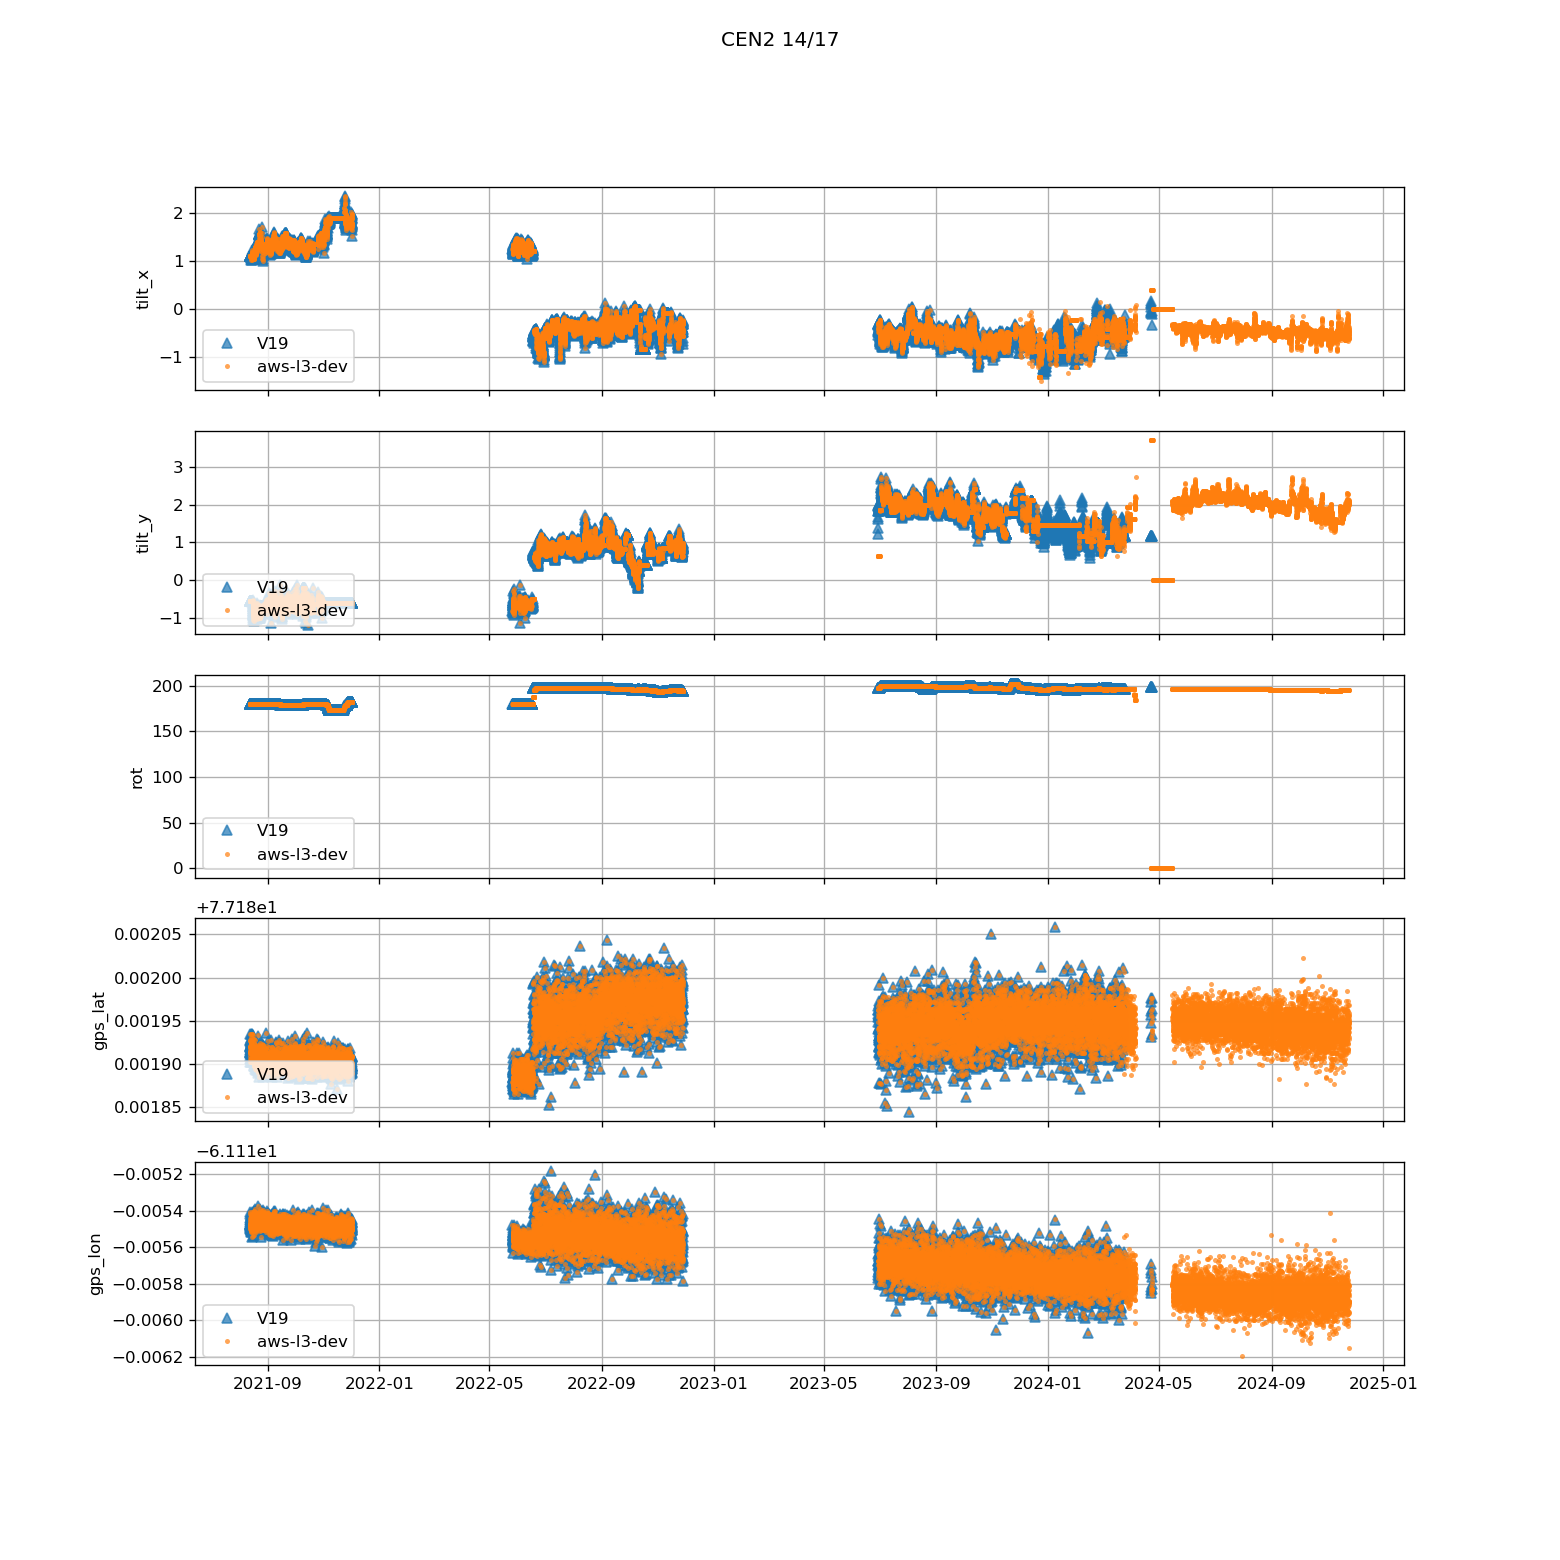 CEN2 14/17
2
1
0
−1
tilt_x
V19
aws-l3-dev
3
2
1
0
−1
tilt_y
V19
aws-l3-dev
200
150
100
50
0
rot
V19
aws-l3-dev
+7.718e1
0.00205
0.00200
0.00195
0.00190
0.00185
gps_lat
V19
aws-l3-dev
−6.111e1
−0.0052
−0.0054
−0.0056
−0.0058
−0.0060
−0.0062
gps_lon
V19
aws-l3-dev
2021-09 2022-01 2022-05 2022-09 2023-01 2023-05 2023-09 2024-01 2024-05 2024-09 2025-01